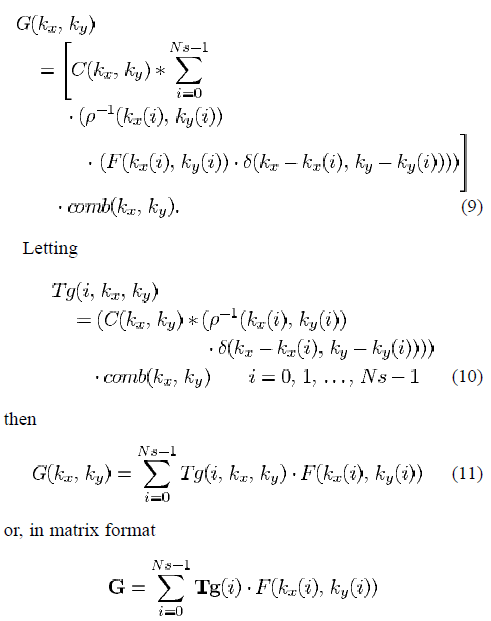 G(k_x, k_y)
= [C(k_x, k_y) * \sum_{i=0}^{Ns-1}
· (ρ^{-1}(k_x(i), k_y(i))
· (F(k_x(i), k_y(i)) · δ(k_x − k_x(i), k_y − k_y(i))))]
· comb(k_x, k_y). (9)
Letting
Tg(i, k_x, k_y)
= (C(k_x, k_y) * (ρ^{-1}(k_x(i), k_y(i))
· δ(k_x − k_x(i), k_y − k_y(i))))
· comb(k_x, k_y) i = 0, 1, ..., Ns − 1 (10)
then
G(k_x, k_y) = \sum_{i=0}^{Ns-1} Tg(i, k_x, k_y) · F(k_x(i), k_y(i)) (11)
or, in matrix format
G = \sum_{i=0}^{Ns-1} Tg(i) · F(k_x(i), k_y(i))